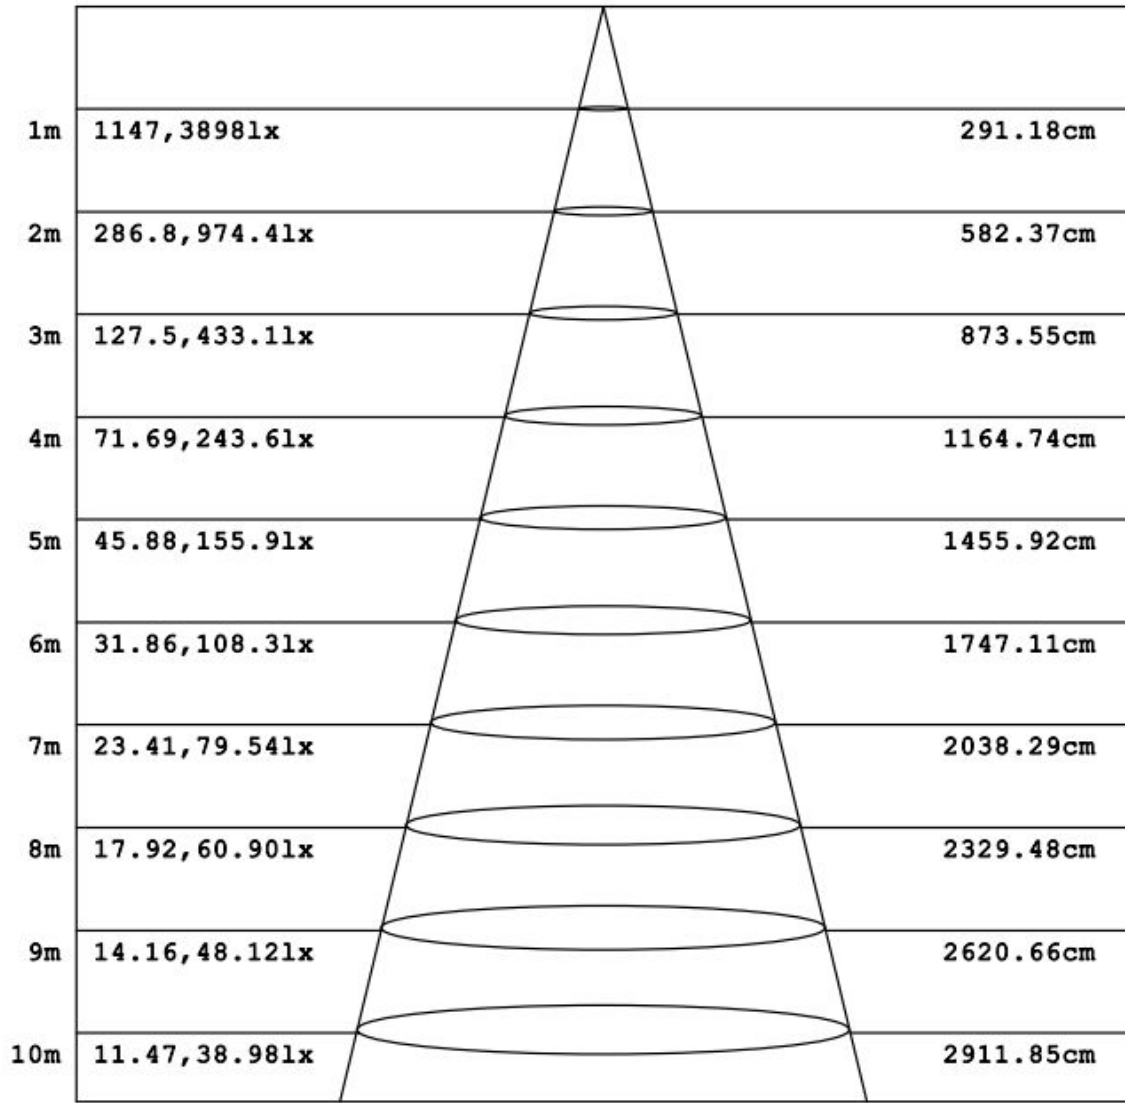 1m 1147,3898lx 291.18cm
2m 286.8,974.4lx 582.37cm
3m 127.5,433.1lx 873.55cm
4m 71.69,243.6lx 1164.74cm
5m 45.88,155.9lx 1455.92cm
6m 31.86,108.3lx 1747.11cm
7m 23.41,79.54lx 2038.29cm
8m 17.92,60.90lx 2329.48cm
9m 14.16,48.12lx 2620.66cm
10m 11.47,38.98lx 2911.85cm